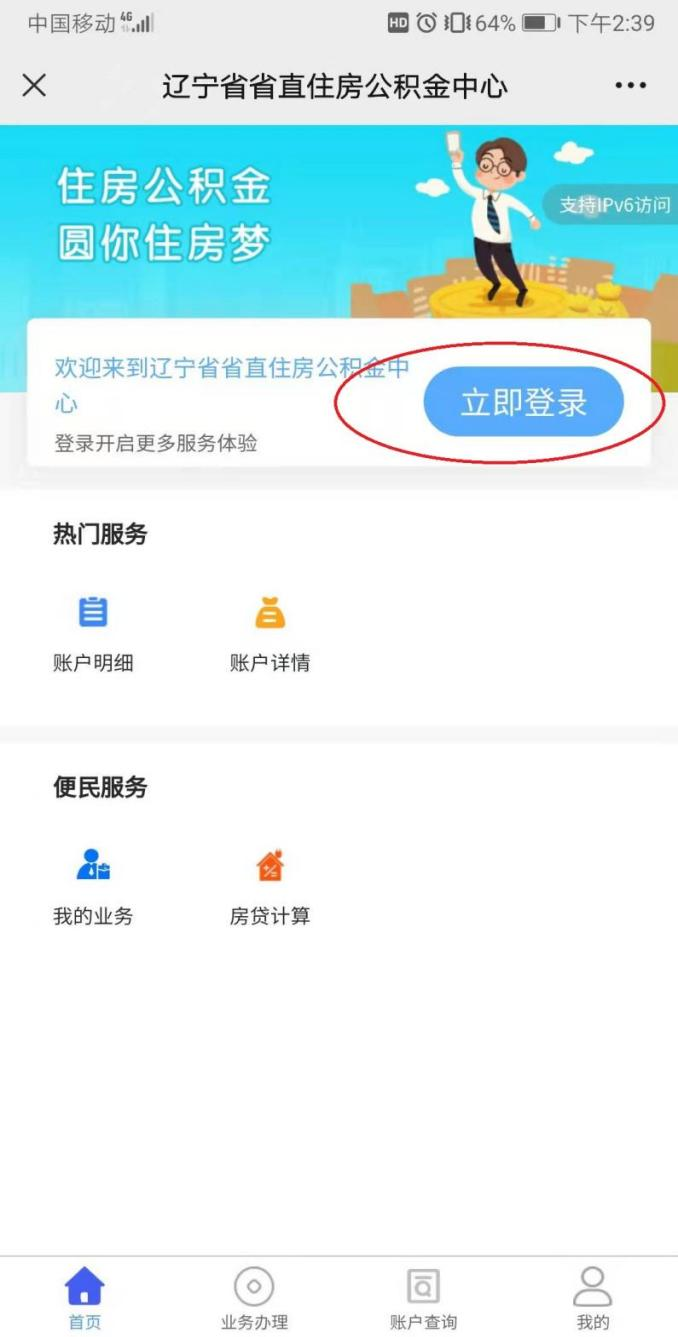 中国移动 4G HD 64% 下午2:39
辽宁省省直住房公积金中心
住房公积金
圆你住房梦
支持IPv6访问
欢迎来到辽宁省省直住房公积金中
心
立即登录
登录开启更多服务体验
热门服务
账户明细 账户详情
便民服务
我的业务 房贷计算
首页 业务办理 账户查询 我的